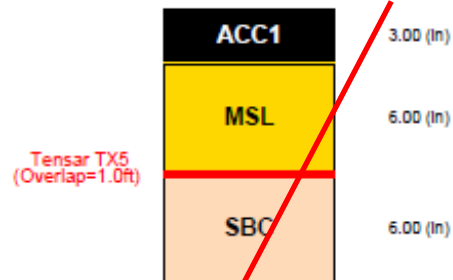 ACC1 3.00 (in)
MSL 6.00 (in)
Tensar TX5
(Overlap=1.0ft)
SBC 6.00 (in)